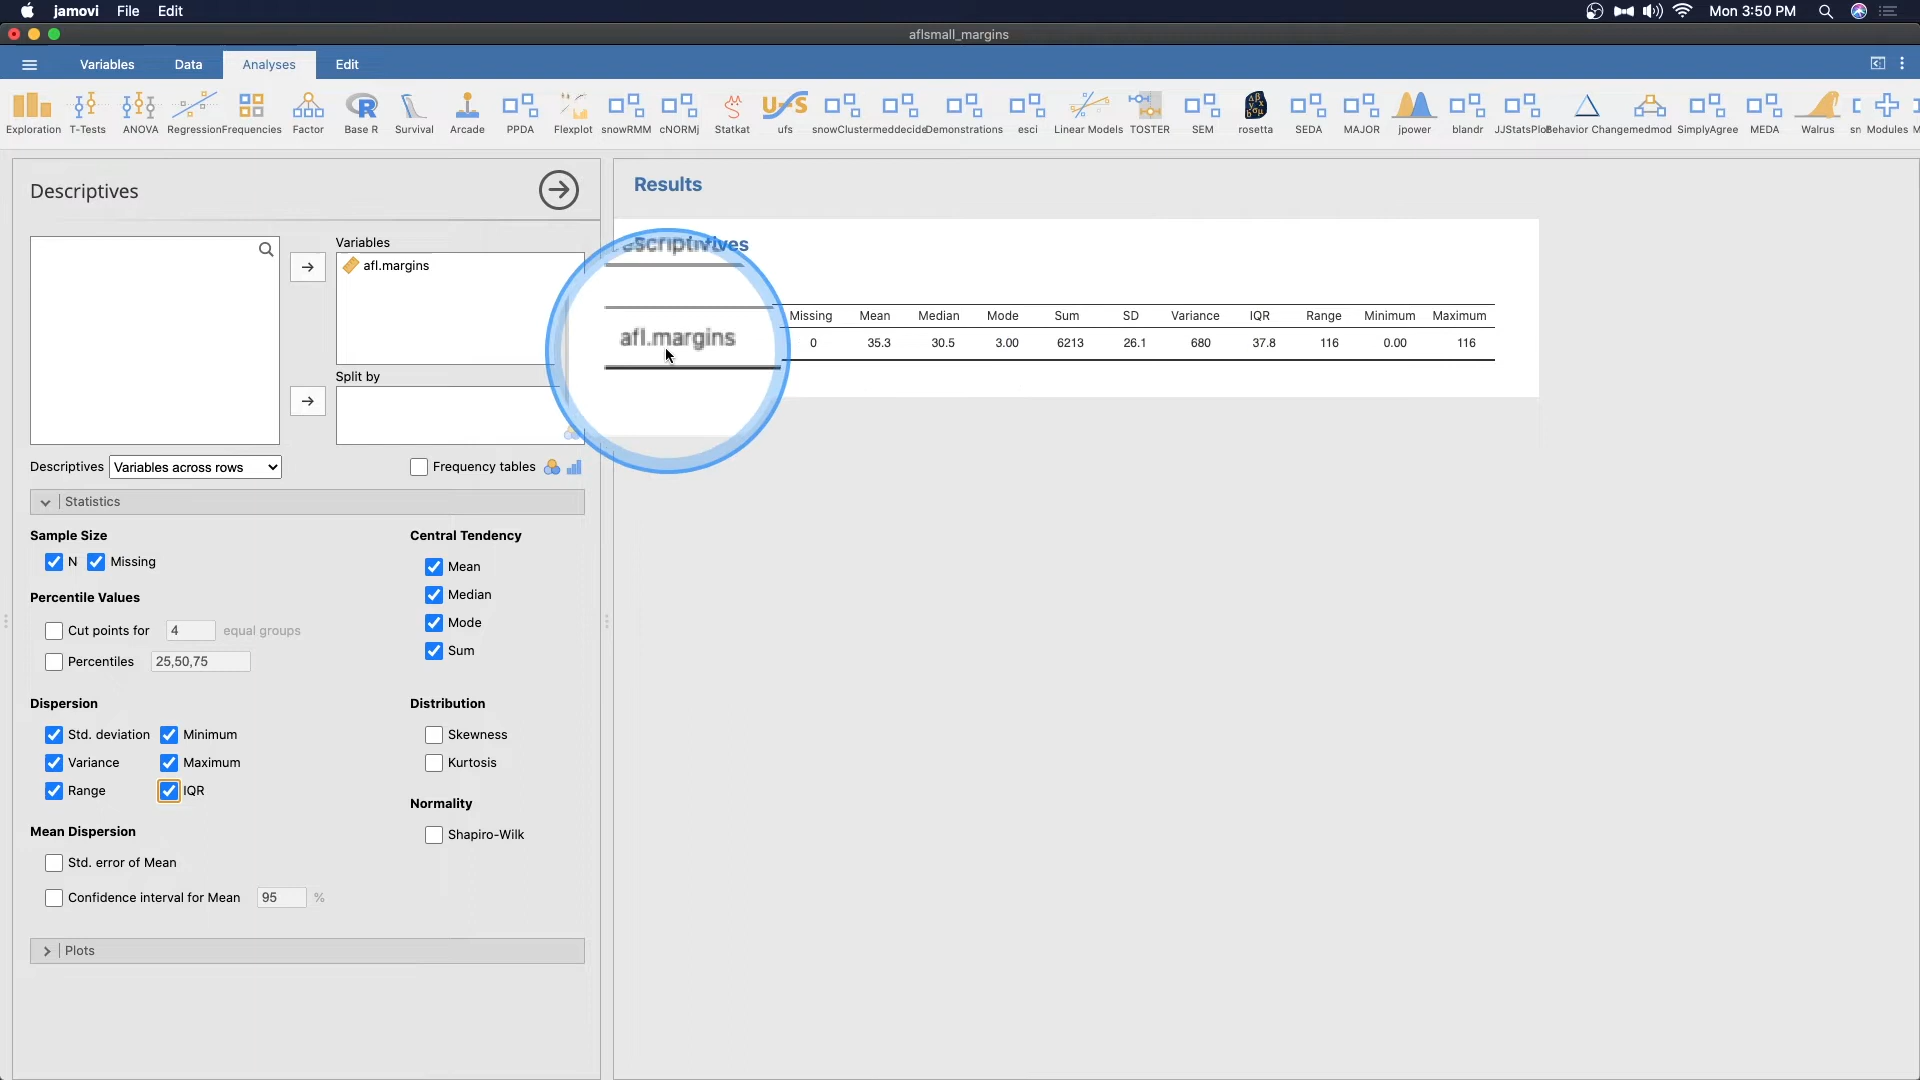 jamovi File Edit Mon 3:50 PM
aflsmall_margins
Variables Data Analyses Edit
Exploration T-Tests ANOVA Regression Frequencies Factor Base R Survival Arcade PPDA Flexplot snowRMM cNORMj Statkat ufs snowCluster meddecide Demonstrations esci Linear Models TOSTER SEM rosetta SEDA MAJOR jpower blandr JJStatsPlo Behavior Change medmod SimplyAgree MEDA Walrus sn Modules
Descriptives
Results
Variables
afl.margins
Split by
Descriptives Variables across rows Frequency tables
Statistics
Sample Size
N Missing
Percentile Values
Cut points for 4 equal groups
Percentiles 25,50,75
Dispersion
Std. deviation Minimum
Variance Maximum
Range IQR
Mean Dispersion
Std. error of Mean
Confidence interval for Mean 95 %
Central Tendency
Mean
Median
Mode
Sum
Distribution
Skewness
Kurtosis
Normality
Shapiro-Wilk
Plots
Missing Mean Median Mode Sum SD Variance IQR Range Minimum Maximum
afl.margins 0 35.3 30.5 3.00 6213 26.1 680 37.8 116 0.00 116